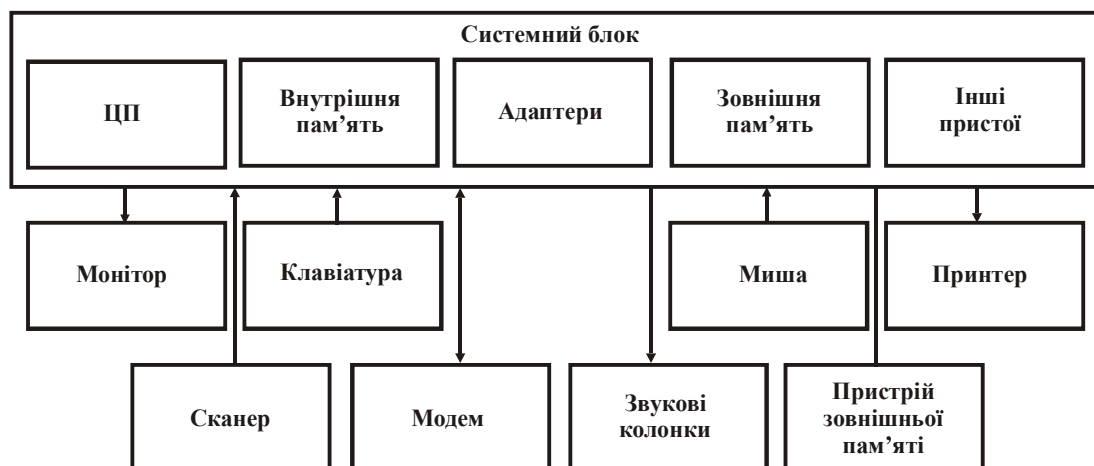 Системний блок
ЦП
Внутрішня
пам’ять
Адаптери
Зовнішня
пам’ять
Інші
пристої
Монітор
Клавіатура
Миша
Принтер
Сканер
Модем
Звукові
колонки
Пристрій
зовнішньої
пам’яті